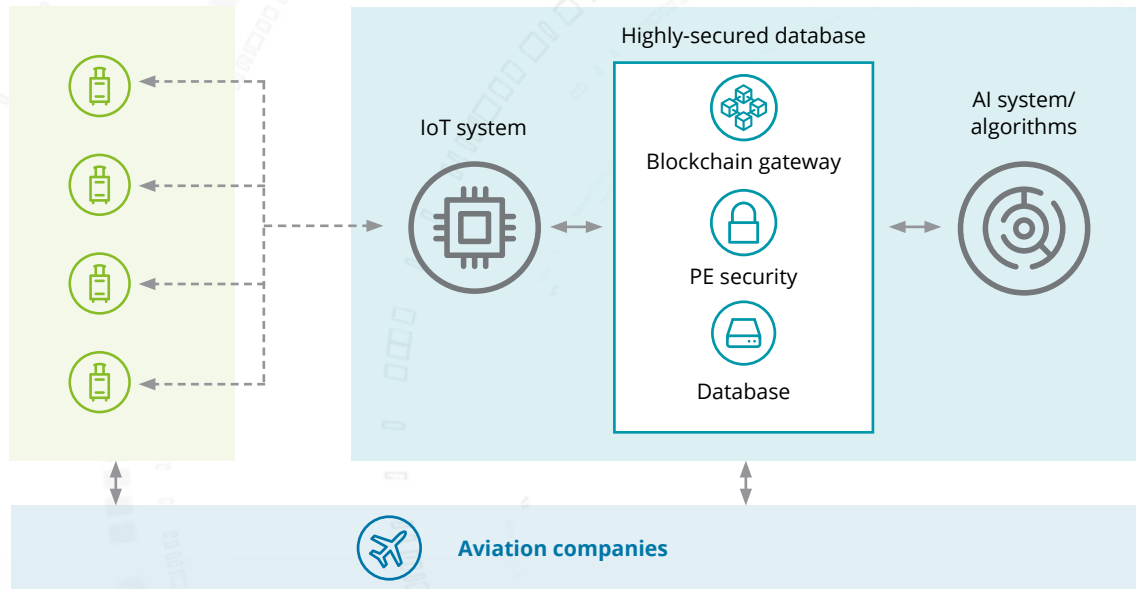 Highly-secured database
IoT system
Blockchain gateway
PE security
Database
AI system/
algorithms
Aviation companies